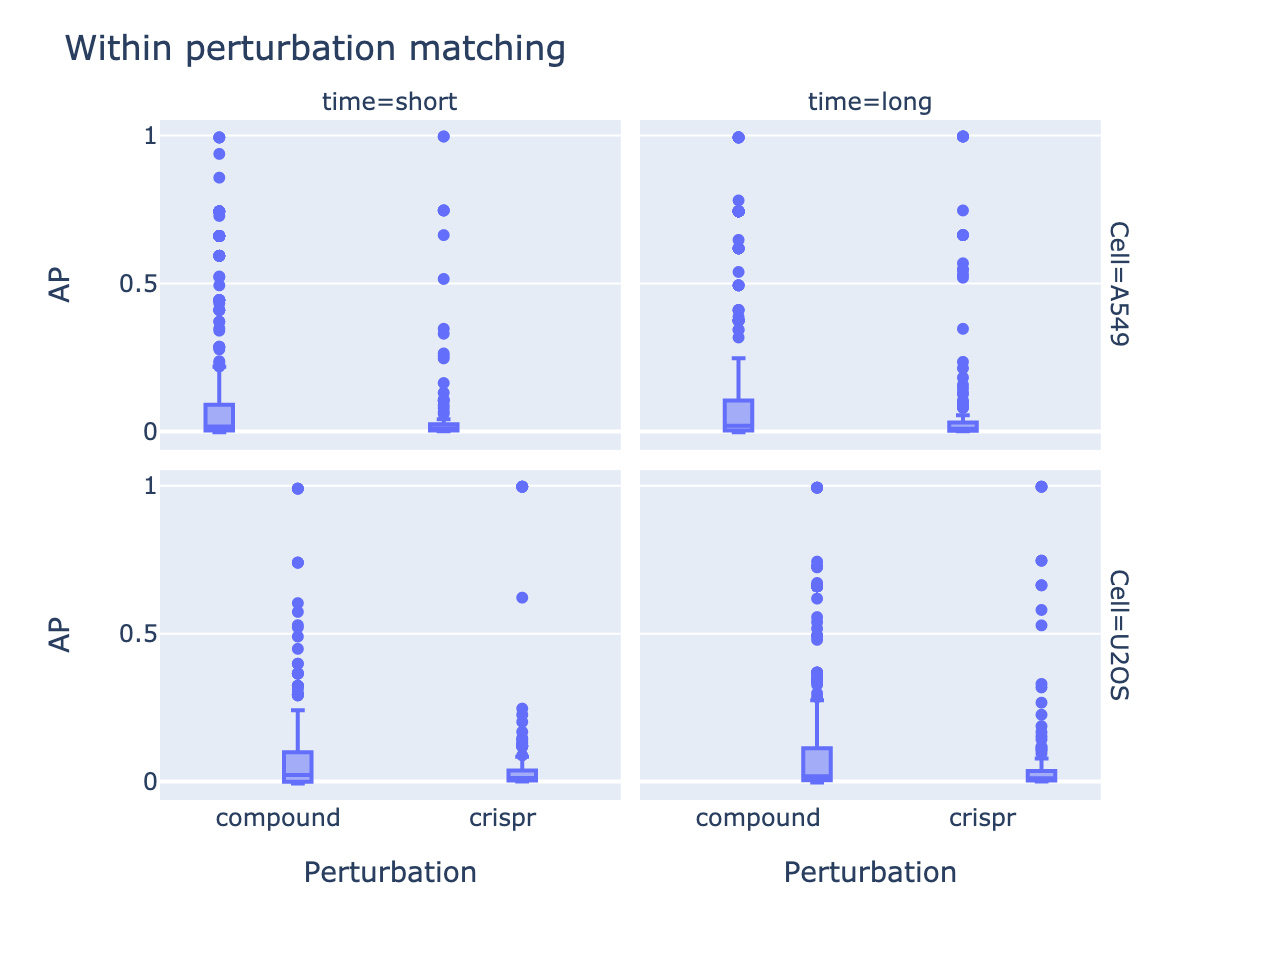 Within perturbation matching
time=short
time=long
1
0.5
0
AP
Cell=A549
1
0.5
0
AP
Cell=U2OS
compound
crispr
compound
crispr
Perturbation
Perturbation